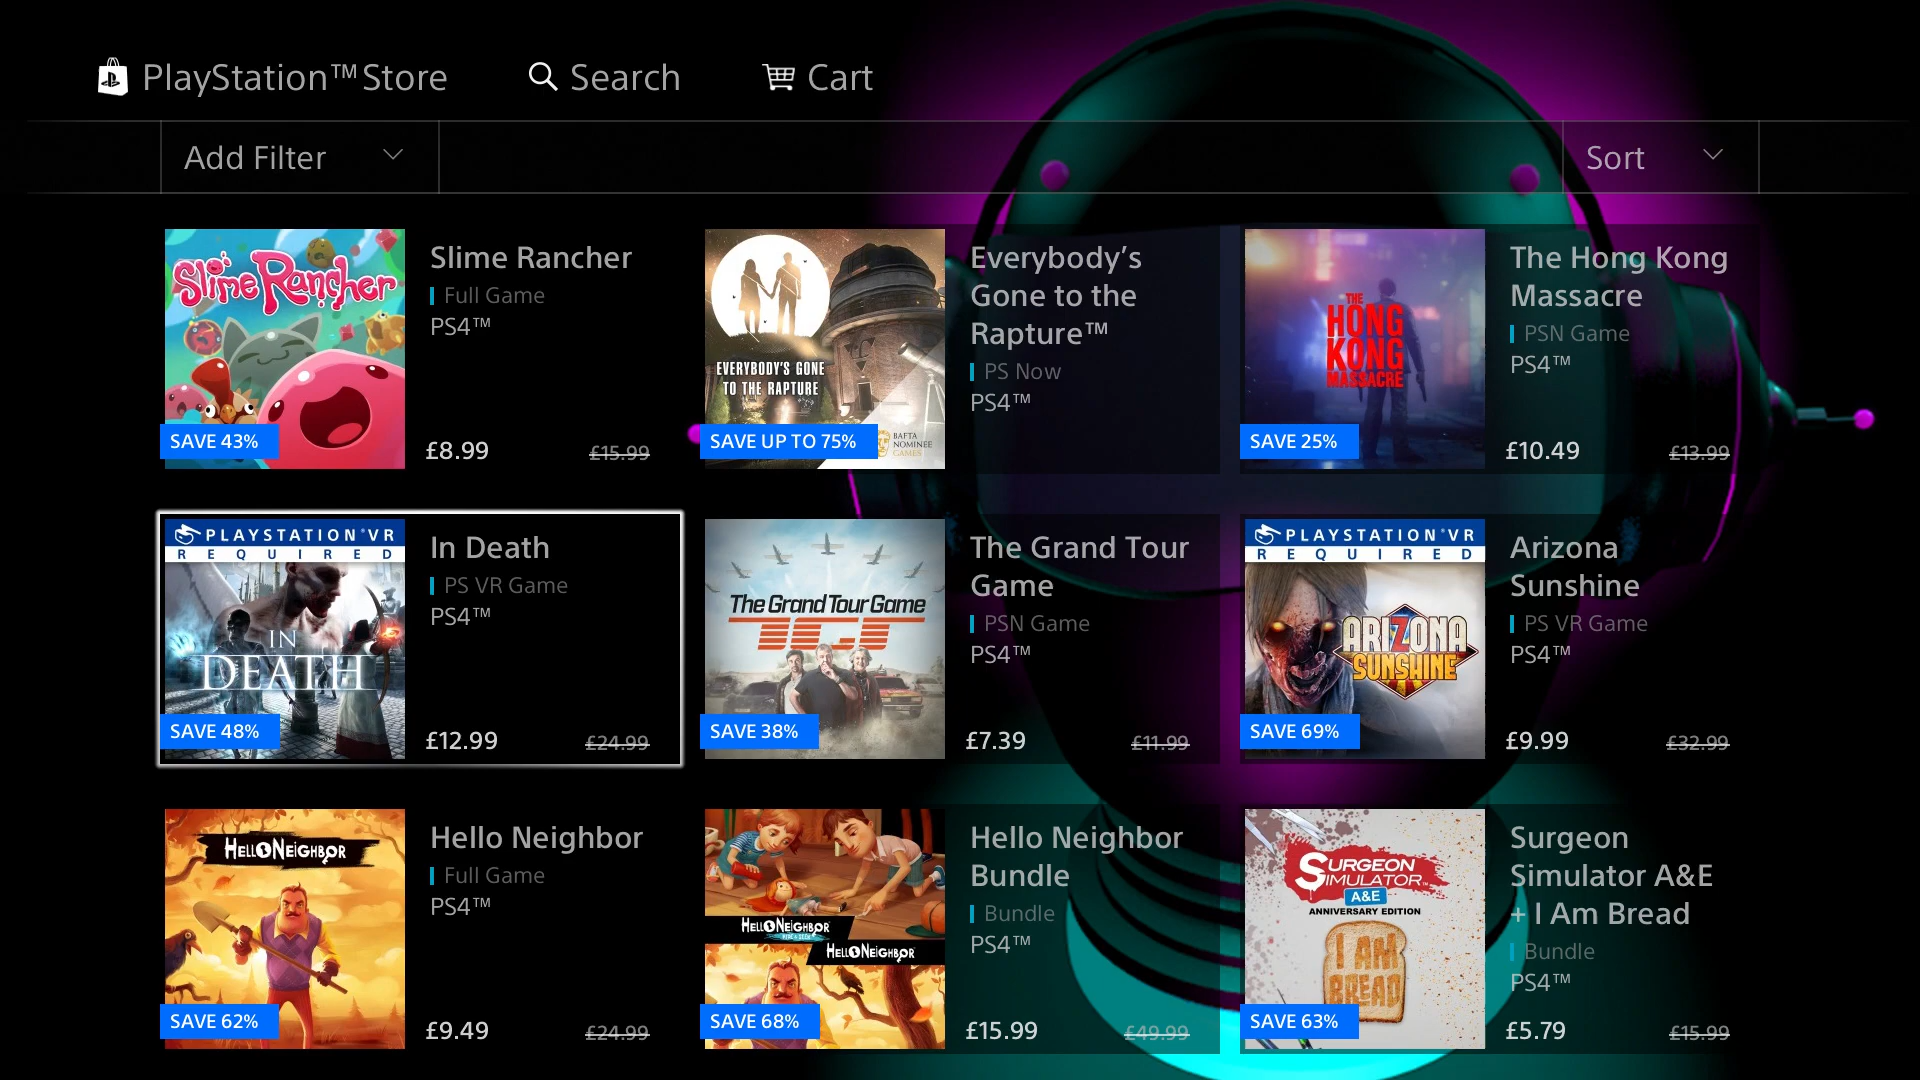 PlayStation™Store
Search
Cart
Add Filter
Sort
Slime Rancher
SAVE 43%
Slime Rancher
Full Game
PS4™
£8.99
£15.99
EVERYBODY'S GONE
TO THE RAPTURE
BAFTA
NOMINEE
GAMES
SAVE UP TO 75%
Everybody's
Gone to the
Rapture™
PS Now
PS4™
THE
HONG
KONG
MASSACRE
SAVE 25%
The Hong Kong
Massacre
PSN Game
PS4™
£10.49
£13.99
PLAYSTATION®VR
REQUIRED
IN
DEATH
SAVE 48%
In Death
PS VR Game
PS4™
£12.99
£24.99
The Grand Tour Game
TGT
SAVE 38%
The Grand Tour
Game
PSN Game
PS4™
£7.39
£11.99
PLAYSTATION®VR
REQUIRED
ARIZONA
SUNSHINE
SAVE 69%
Arizona
Sunshine
PS VR Game
PS4™
£9.99
£32.99
HELLO NEIGHBOR
SAVE 62%
Hello Neighbor
Full Game
PS4™
£9.49
£24.99
HELLO NEIGHBOR
HIDE & SEEK
HELLO NEIGHBOR
SAVE 68%
Hello Neighbor
Bundle
Bundle
PS4™
£15.99
£49.99
SURGEON
SIMULATOR
A&E
ANNIVERSARY EDITION
I AM
BREAD
SAVE 63%
Surgeon
Simulator A&E
+ I Am Bread
Bundle
PS4™
£5.79
£15.99